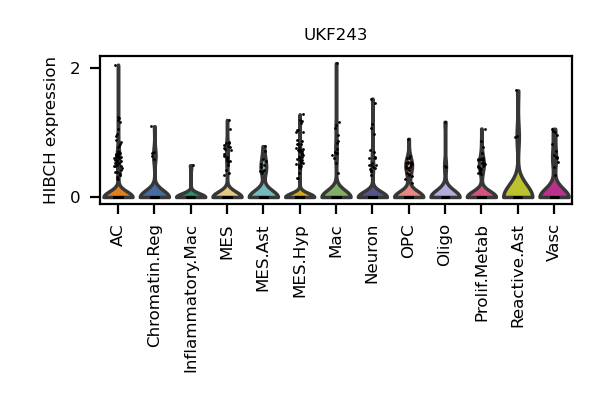 UKF243
HIBCH expression
2
0
AC
Chromatin.Reg
Inflammatory.Mac
MES
MES.Ast
MES.Hyp
Mac
Neuron
OPC
Oligo
Prolif.Metab
Reactive.Ast
Vasc